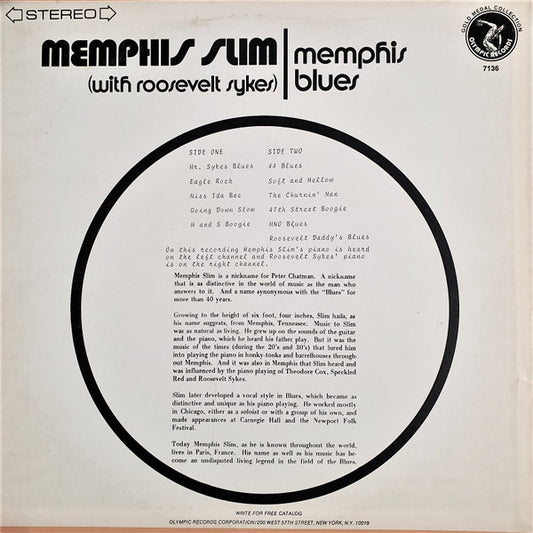 STEREO
GOLD MEDAL COLLECTION
OLYMPIC RECORDS
7136
MEMPHIS SLIM
(with roosevelt sykes)
memphis
blues
SIDE ONE SIDE TWO
Mr. Sykes Blues 44 Blues
Eagle Rock Soft and Mellow
Miss Ida Bee The Churnin' Man
Going Down Slow 47th Street Boogie
M and S Boogie HNO Blues
Roosevelt Daddy's Blues
On this recording Memphis Slim's piano is heard
on the left channel and Roosevelt Sykes' piano
is on the right channel.
Memphis Slim is a nickname for Peter Chatman. A nickname
that is as distinctive in the world of music as the man who
answers to it. And a name synonymous with the "Blues" for
more than 40 years.
Growing to the height of six foot, four inches, Slim hails, as
his name suggests, from Memphis, Tennessee. Music to Slim
was as natural as living. He grew up on the sounds of the guitar
and the piano, which he heard his father play. But it was the
music of the times (during the 20's and 30's) that lured him
into playing the piano in honky-tonks and barrelhouses through-
out Memphis. And it was also in Memphis that Slim heard and
was influenced by the piano playing of Theodore Cox, Speckled
Red and Roosevelt Sykes.
Slim later developed a vocal style in Blues, which became as
distinctive and unique as his piano playing. He worked mostly
in Chicago, either as a soloist or with a group of his own, and
made appearances at Carnegie Hall and the Newport Folk
Festival.
Today Memphis Slim, as he is known throughout the world,
lives in Paris, France. His name as well as his music has be-
come an undisputed living legend in the field of the Blues.
WRITE FOR FREE CATALOG
OLYMPIC RECORDS CORPORATION/200 WEST 57TH STREET, NEW YORK, N.Y. 10019